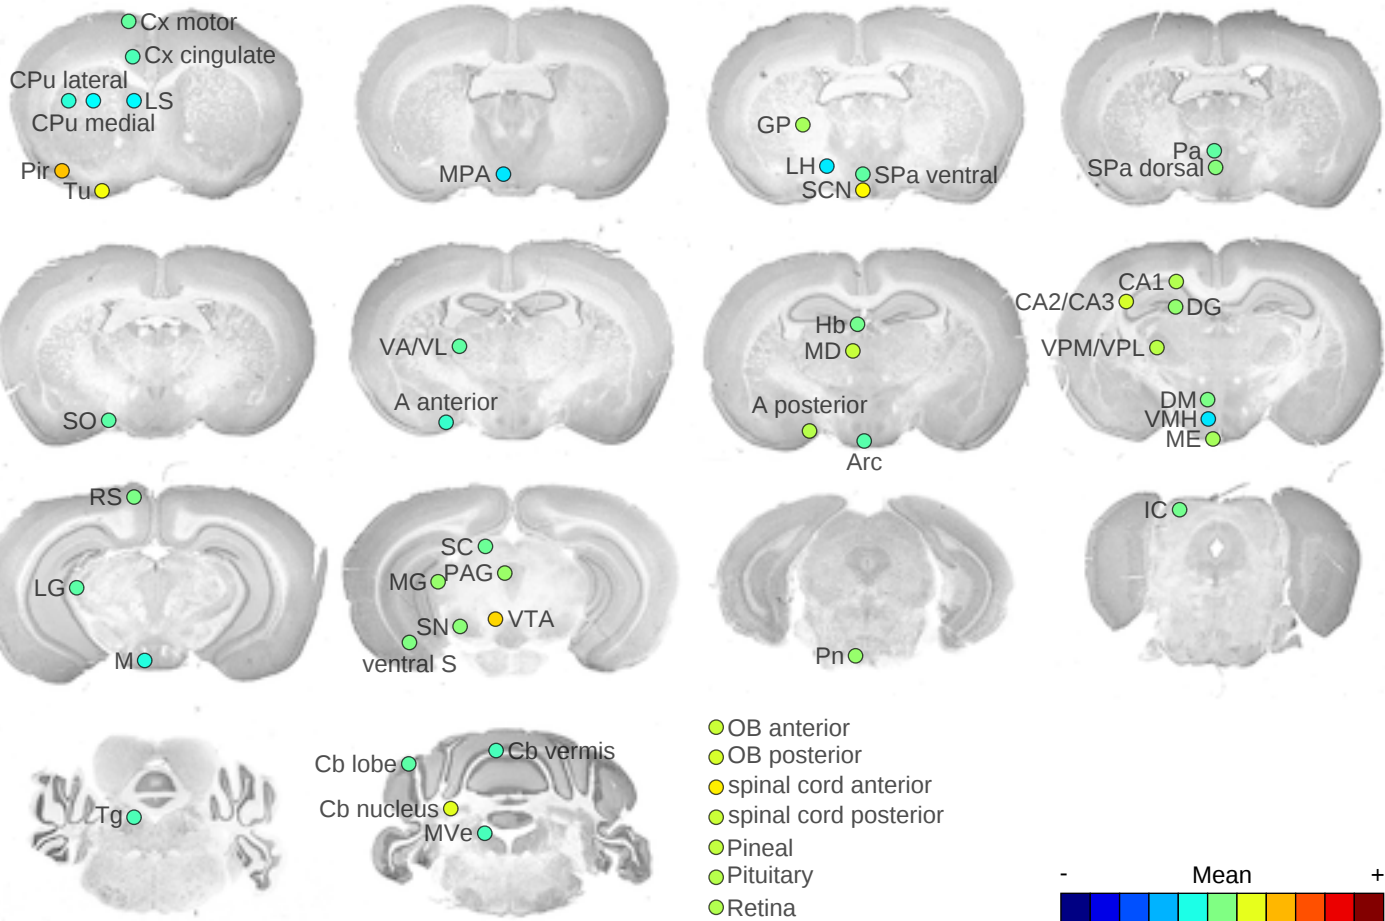 Cx motor
Cx cingulate
CPu lateral
LS
CPu medial
Pir
Tu
MPA
GP
LH
SPa ventral
SCN
Pa
SPa dorsal
SO
VA/VL
A anterior
Hb
MD
A posterior
Arc
CA1
CA2/CA3
DG
VPM/VPL
DM
VMH
ME
RS
LG
M
SC
MG
PAG
SN
VTA
ventral S
Pn
IC
Tg
Cb lobe
Cb vermis
Cb nucleus
MVe
OB anterior
OB posterior
spinal cord anterior
spinal cord posterior
Pineal
Pituitary
Retina
- Mean +